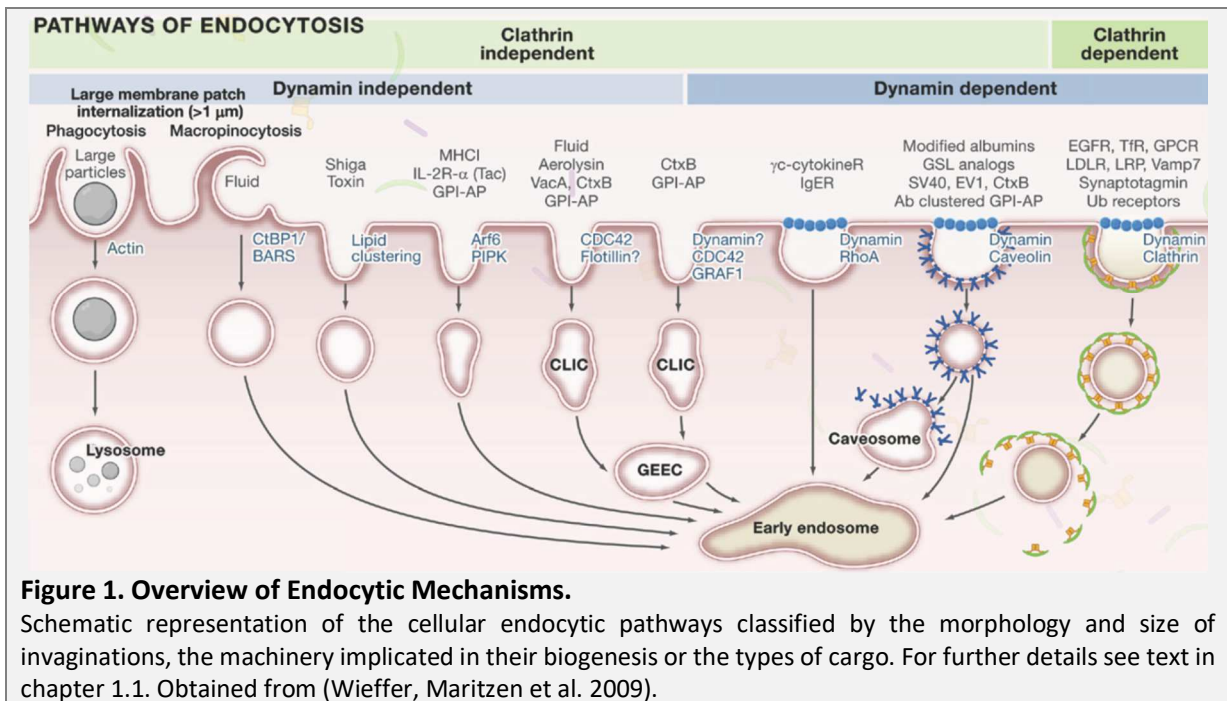 PATHWAYS OF ENDOCYTOSIS
Clathrin
independent
Clathrin
dependent
Dynamin independent
Dynamin dependent
Large membrane patch
internalization (>1 μm)
Phagocytosis
Macropinocytosis
Large
particles
Fluid
Shiga
Toxin
MHCI
IL-2R-α (Tac)
GPI-AP
Fluid
Aerolysin
VacA, CtxB
GPI-AP
CtxB
GPI-AP
γc-cytokineR
IgER
Modified albumins
GSL analogs
SV40, EV1, CtxB
Ab clustered GPI-AP
EGFR, TfR, GPCR
LDLR, LRP, Vamp7
Synaptotagmin
Ub receptors
Actin
CtBP1/
BARS
Lipid
clustering
Arf6
PIPK
CDC42
Flotillin?
Dynamin?
CDC42
GRAF1
Dynamin
RhoA
Dynamin
Caveolin
Dynamin
Clathrin
CLIC
CLIC
Lysosome
GEEC
Caveosome
Early endosome
Figure 1. Overview of Endocytic Mechanisms.
Schematic representation of the cellular endocytic pathways classified by the morphology and size of
invaginations, the machinery implicated in their biogenesis or the types of cargo. For further details see text in
chapter 1.1. Obtained from (Wieffer, Maritzen et al. 2009).